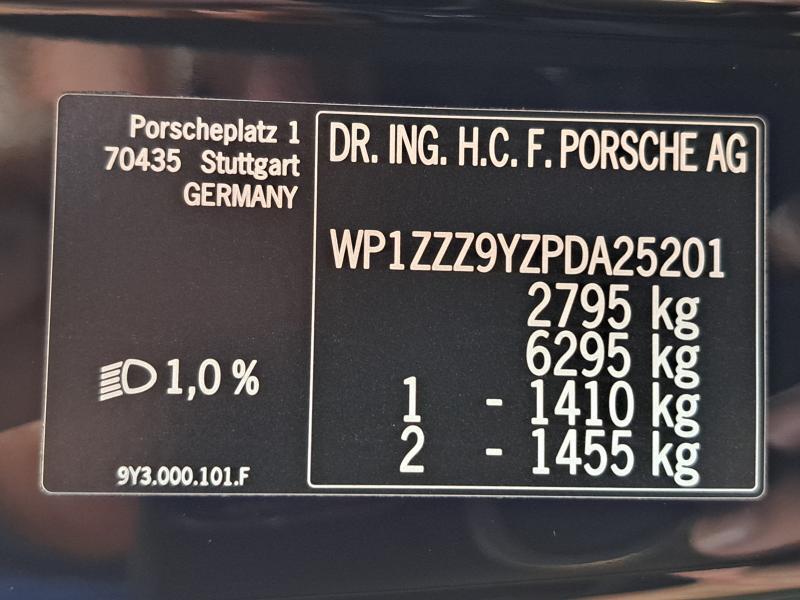 Porscheplatz 1
70435 Stuttgart
GERMANY
1,0 %
9Y3.000.101.F
DR. ING. H.C. F. PORSCHE AG
WP1ZZZ9YZPDA25201
2795 kg
6295 kg
1 - 1410 kg
2 - 1455 kg